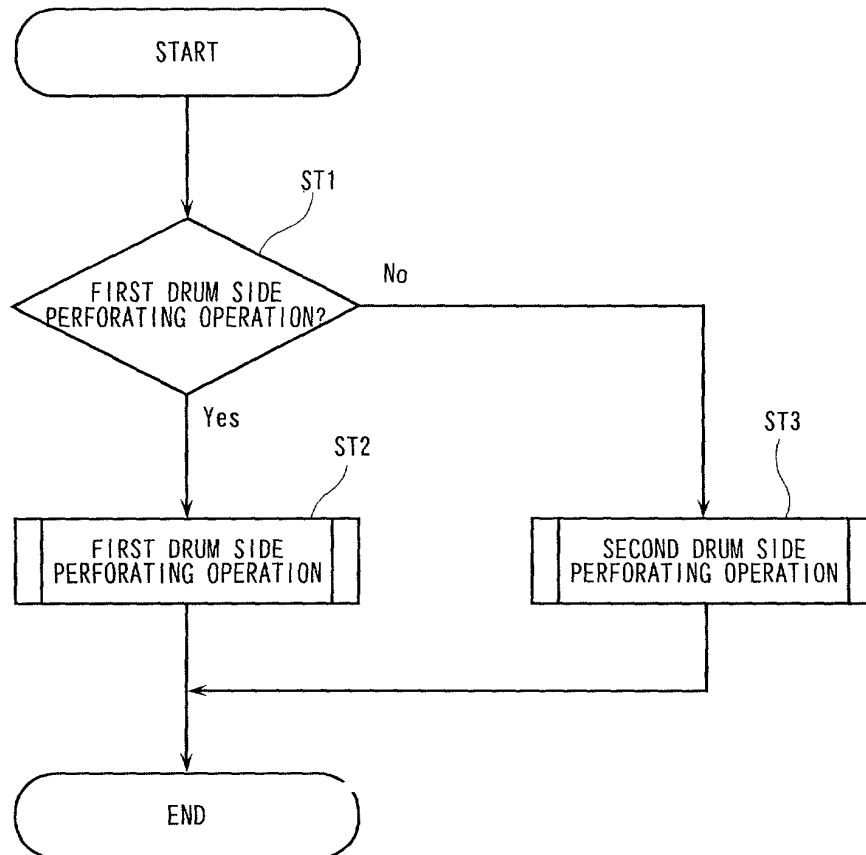 START
ST1
FIRST DRUM SIDE
PERFORATING OPERATION?
No
Yes
ST2
ST3
FIRST DRUM SIDE
PERFORATING OPERATION
SECOND DRUM SIDE
PERFORATING OPERATION
END